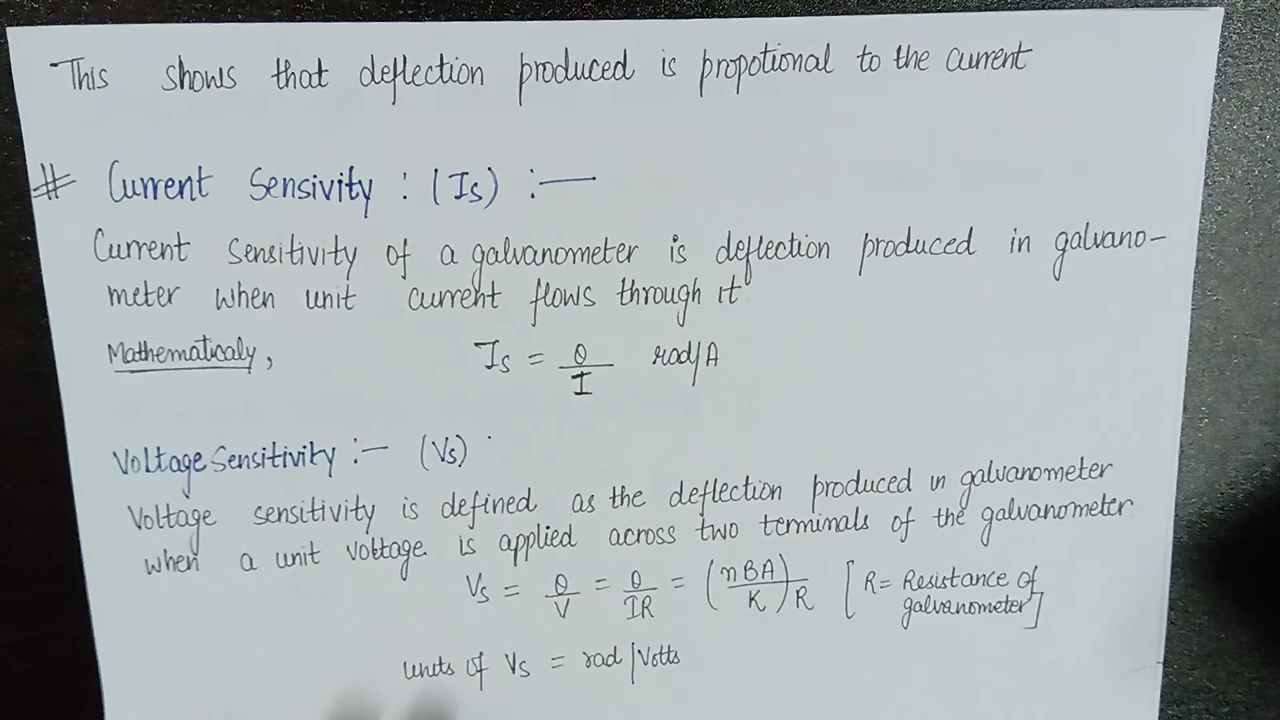 This shows that deflection produced is propotional to the current
# Current Sensivity : (Is) :—
Current Sensitivity of a galvanometer is deflection produced in galvano-
meter when unit current flows through it
Mathematicaly, Is = θ/I rad/A
Voltage Sensitivity :— (Vs)
Voltage sensitivity is defined as the deflection produced in galvanometer
when a unit voltage is applied across two terminals of the galvanometer
Vs = θ/V = θ/IR = (nBA/K)/R [R = Resistance of
galvanometer]
units of Vs = rad/Volts